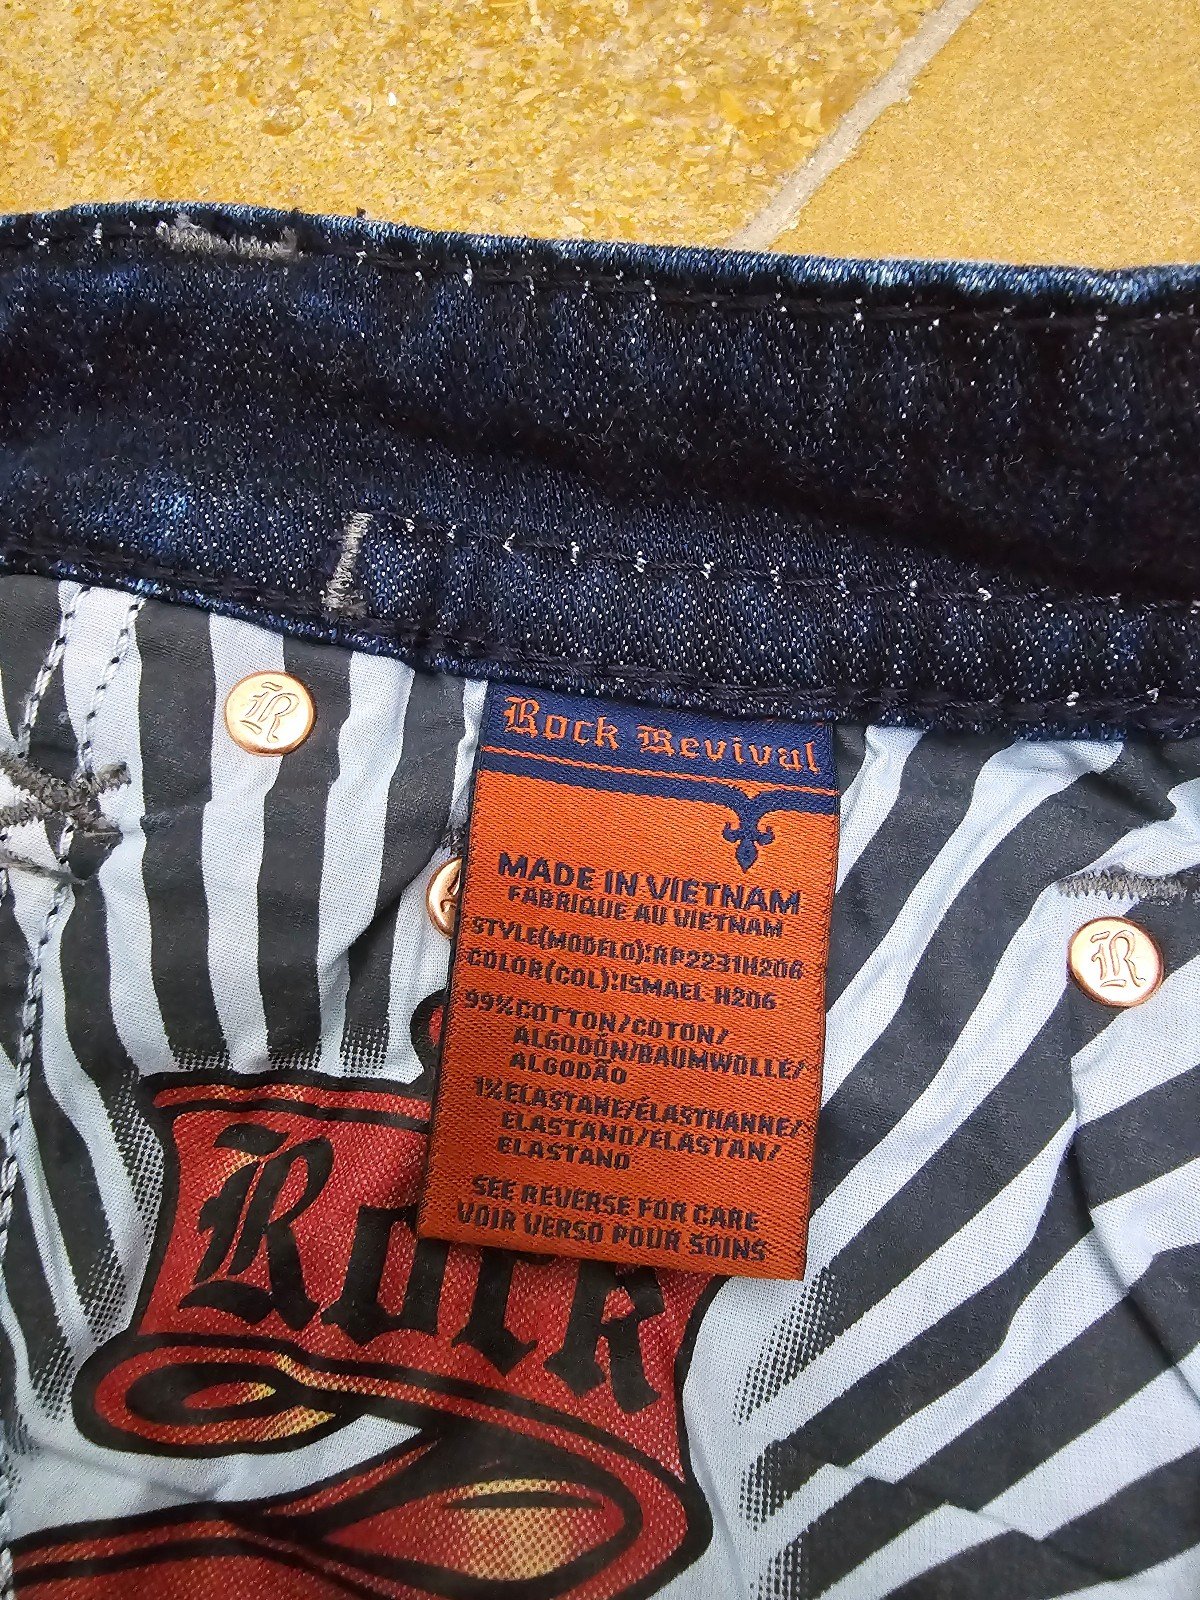 R
Rock Revival
S
MADE IN VIETNAM
FABRIQUE AU VIETNAM
STYLE(MODELO):RP2231H206
COLOR(COL):ISMAEL H206
99%COTTON/COTON/
ALGODÓN/BAUMWOLLE/
ALGODÃO
1%ELASTANE/ÉLASTHANNE/
ELASTANO/ELASTAN/
ELASTANO
SEE REVERSE FOR CARE
VOIR VERSO POUR SOINS
R
Rock